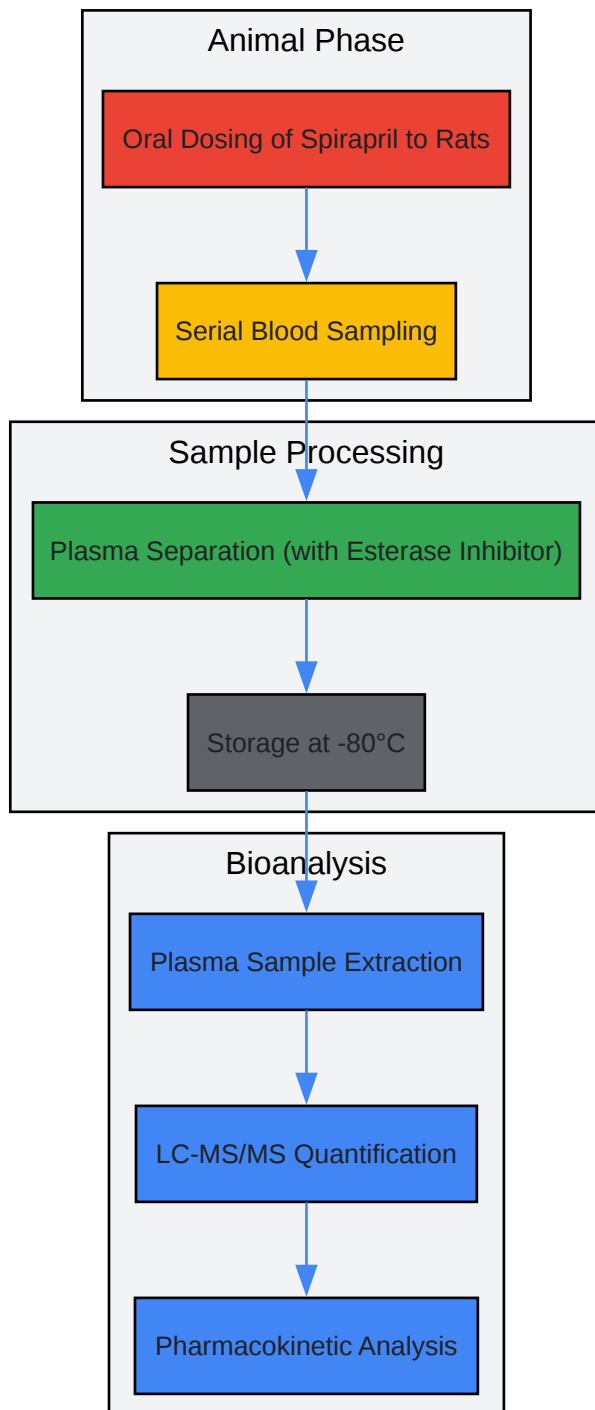 Animal Phase
Oral Dosing of Spirapril to Rats
Serial Blood Sampling
Sample Processing
Plasma Separation (with Esterase Inhibitor)
Storage at -80°C
Bioanalysis
Plasma Sample Extraction
LC-MS/MS Quantification
Pharmacokinetic Analysis